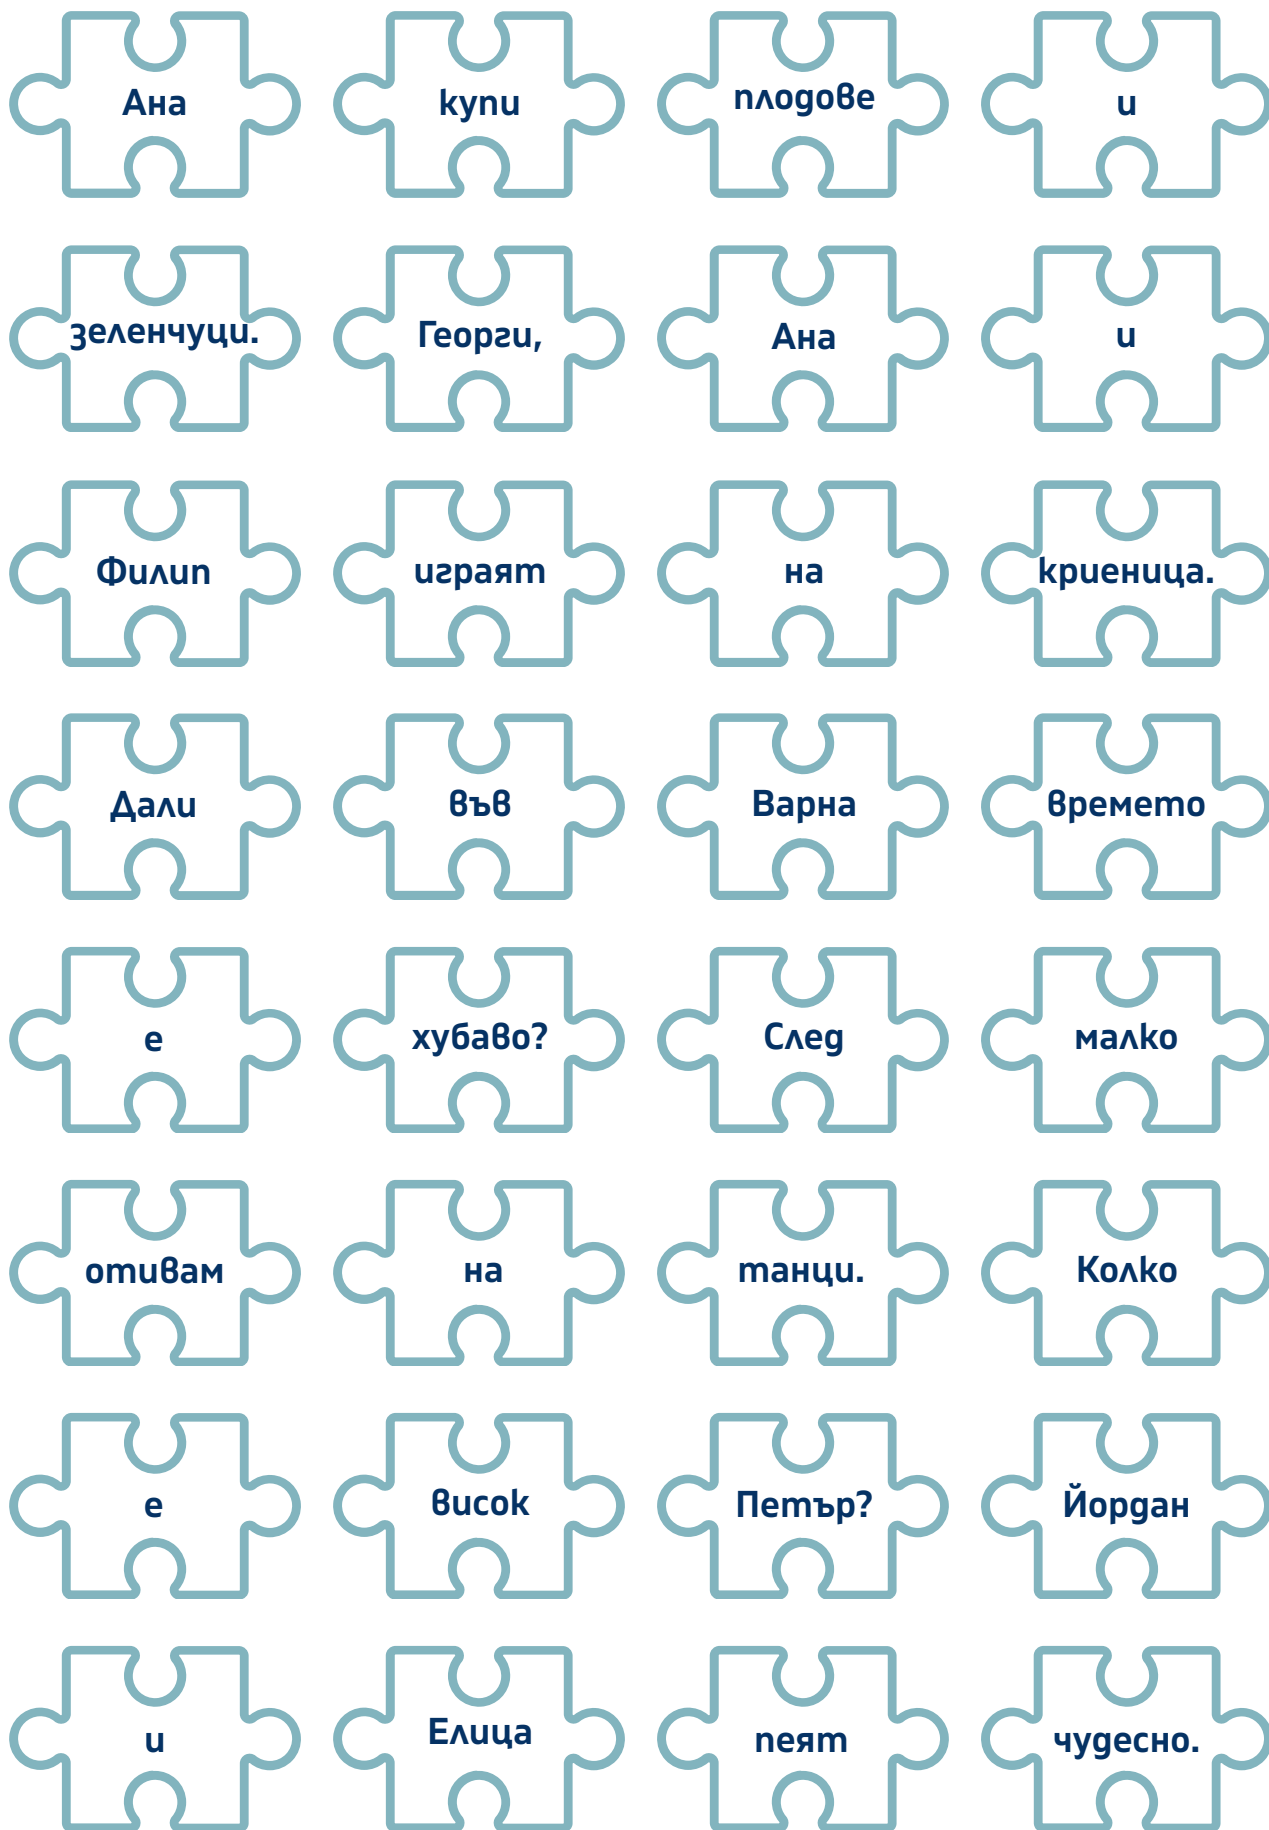 Ана купи плодове и
зеленчуци. Георги, Ана и
Филип играят на криеница.
Дали във Варна времето
е хубаво? След малко
отивам на танци. Колко
е висок Петър? Йордан
и Елица пеят чудесно.